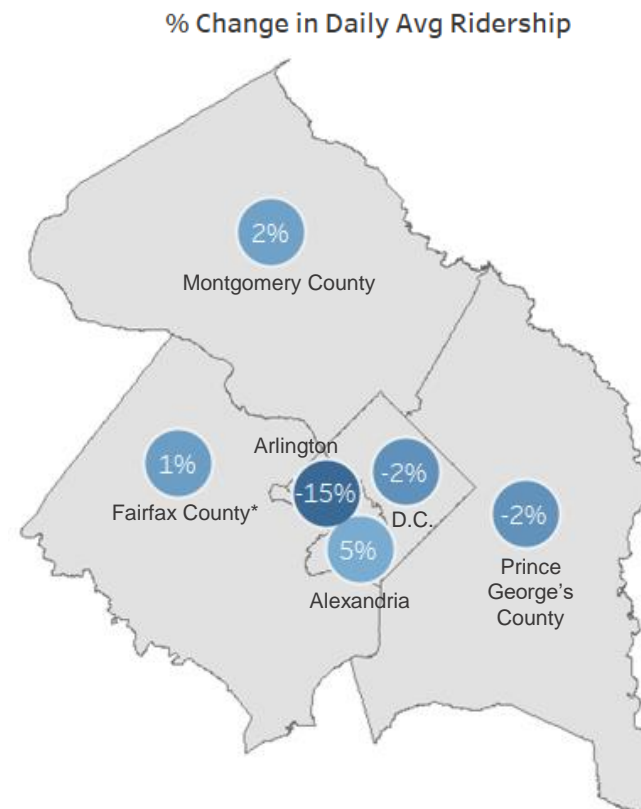 % Change in Daily Avg Ridership
2%
Montgomery County
Arlington
1%
-15%
-2%
Fairfax County*
D.C.
-2%
5%
Alexandria
Prince
George's
County